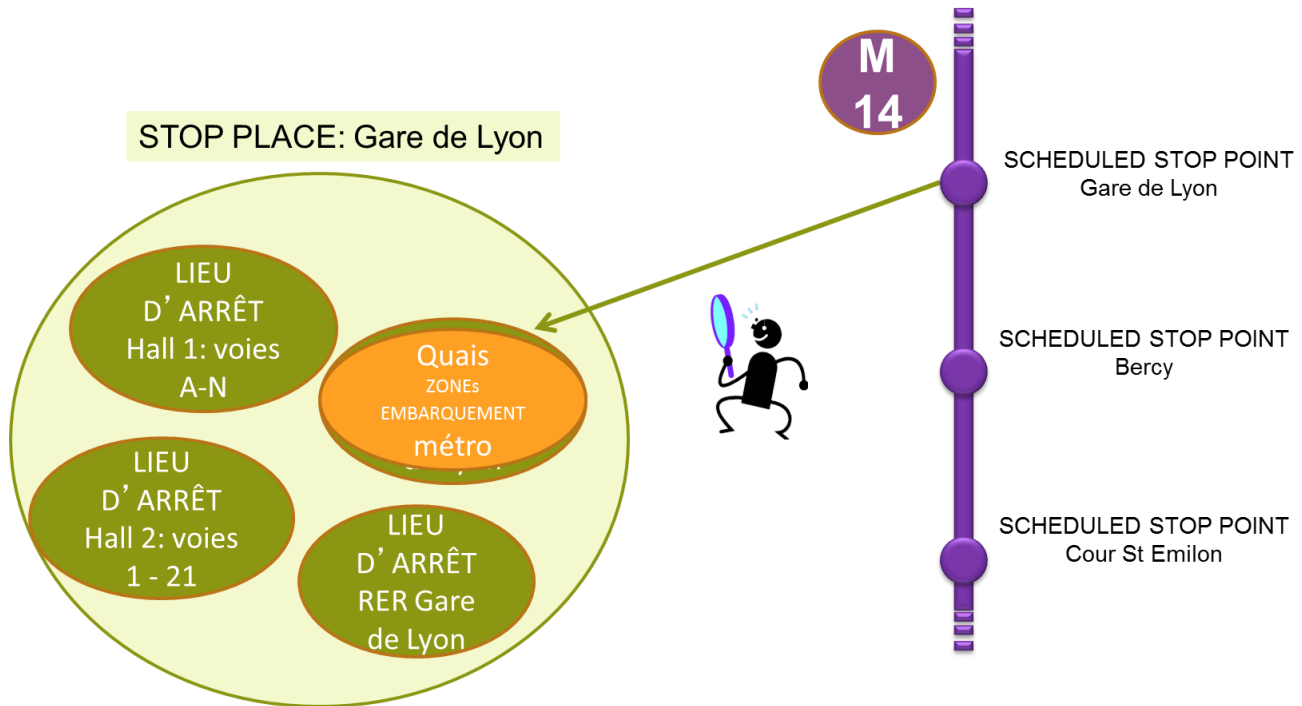 M
14
STOP PLACE: Gare de Lyon
SCHEDULED STOP POINT
Gare de Lyon
LIEU
D’ ARRÊT
Hall 1: voies
A-N
Quais
ZONEs
EMBARQUEMENT
métro
SCHEDULED STOP POINT
Bercy
LIEU
D’ ARRÊT
Hall 2: voies
1 - 21
LIEU
D’ ARRÊT
RER Gare
de Lyon
SCHEDULED STOP POINT
Cour St Emilon